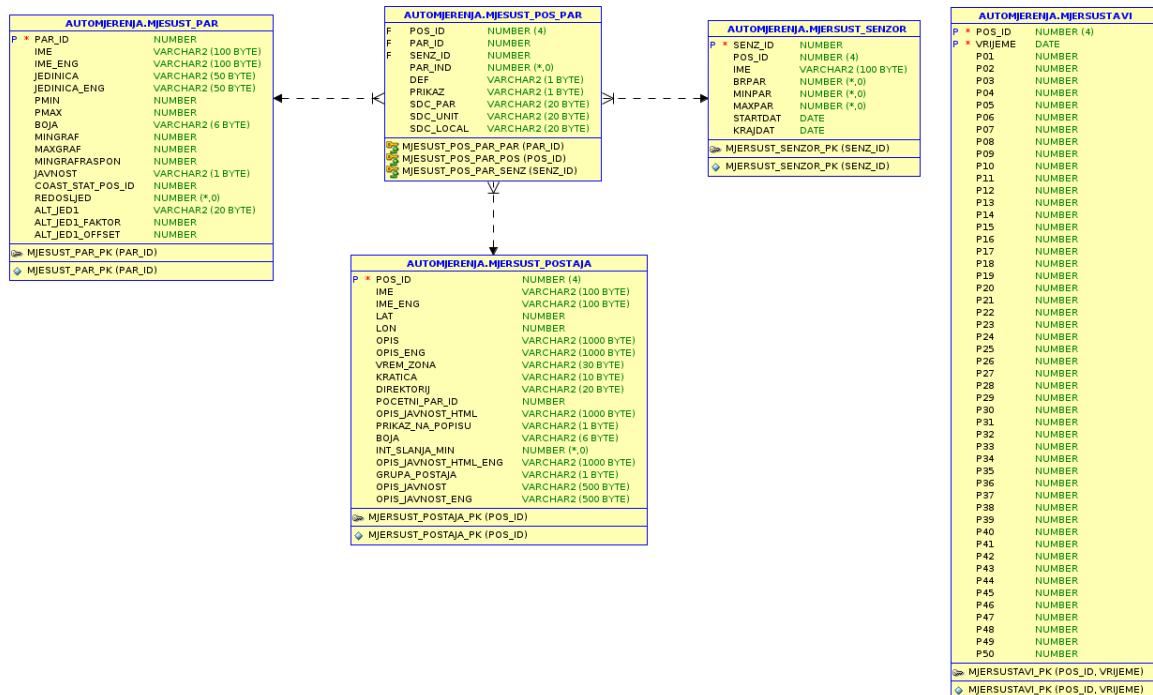 AUTOMJERENJA.MJESUST_PAR
P * PAR_ID NUMBER
IME VARCHAR2 (100 BYTE)
IME_ENG VARCHAR2 (100 BYTE)
JEDINICA VARCHAR2 (50 BYTE)
JEDINICA_ENG VARCHAR2 (50 BYTE)
PMIN NUMBER
PMAX NUMBER
BOJA VARCHAR2 (6 BYTE)
MINGRAF NUMBER
MAXGRAF NUMBER
MINGRAFRASPON NUMBER
JAVNOST VARCHAR2 (1 BYTE)
COAST_STAT_POS_ID NUMBER
REDOSLJED NUMBER (*,0)
ALT_JED1 VARCHAR2 (20 BYTE)
ALT_JED1_FAKTOR NUMBER
ALT_JED1_OFFSET NUMBER
MJESUST_PAR_PK (PAR_ID)
MJESUST_PAR_PK (PAR_ID)
AUTOMJERENJA.MJESUST_POS_PAR
F POS_ID NUMBER (4)
F PAR_ID NUMBER
F SENZ_ID NUMBER
PAR_IND NUMBER (*,0)
DEF VARCHAR2 (1 BYTE)
PRIKAZ VARCHAR2 (1 BYTE)
SDC_PAR VARCHAR2 (20 BYTE)
SDC_UNIT VARCHAR2 (20 BYTE)
SDC_LOCAL VARCHAR2 (20 BYTE)
MJESUST_POS_PAR_PAR (PAR_ID)
MJESUST_POS_PAR_POS (POS_ID)
MJESUST_POS_PAR_SENZ (SENZ_ID)
AUTOMJERENJA.MJERSUST_SENZOR
P * SENZ_ID NUMBER
POS_ID NUMBER (4)
IME VARCHAR2 (100 BYTE)
BRPAR NUMBER (*,0)
MINPAR NUMBER (*,0)
MAXPAR NUMBER (*,0)
STARTDAT DATE
KRAJDAT DATE
MJERSUST_SENZOR_PK (SENZ_ID)
MJERSUST_SENZOR_PK (SENZ_ID)
AUTOMJERENJA.MJERSUST_POSTAJA
P * POS_ID NUMBER (4)
IME VARCHAR2 (100 BYTE)
IME_ENG VARCHAR2 (100 BYTE)
LAT NUMBER
LON NUMBER
OPIS VARCHAR2 (1000 BYTE)
OPIS_ENG VARCHAR2 (1000 BYTE)
VREM_ZONA VARCHAR2 (30 BYTE)
KRATICA VARCHAR2 (10 BYTE)
DIREKTORIJ VARCHAR2 (20 BYTE)
POCETNI_PAR_ID NUMBER
OPIS_JAVNOST_HTML VARCHAR2 (1000 BYTE)
PRIKAZ_NA_POPISU VARCHAR2 (1 BYTE)
BOJA VARCHAR2 (6 BYTE)
INT_SLANJA_MIN NUMBER (*,0)
OPIS_JAVNOST_HTML_ENG VARCHAR2 (1000 BYTE)
GRUPA_POSTAJA VARCHAR2 (1 BYTE)
OPIS_JAVNOST VARCHAR2 (500 BYTE)
OPIS_JAVNOST_ENG VARCHAR2 (500 BYTE)
MJERSUST_POSTAJA_PK (POS_ID)
MJERSUST_POSTAJA_PK (POS_ID)
AUTOMJERENJA.MJERSUSTAVI
P * POS_ID NUMBER (4)
P * VRIJEME DATE
P01 NUMBER
P02 NUMBER
P03 NUMBER
P04 NUMBER
P05 NUMBER
P06 NUMBER
P07 NUMBER
P08 NUMBER
P09 NUMBER
P10 NUMBER
P11 NUMBER
P12 NUMBER
P13 NUMBER
P14 NUMBER
P15 NUMBER
P16 NUMBER
P17 NUMBER
P18 NUMBER
P19 NUMBER
P20 NUMBER
P21 NUMBER
P22 NUMBER
P23 NUMBER
P24 NUMBER
P25 NUMBER
P26 NUMBER
P27 NUMBER
P28 NUMBER
P29 NUMBER
P30 NUMBER
P31 NUMBER
P32 NUMBER
P33 NUMBER
P34 NUMBER
P35 NUMBER
P36 NUMBER
P37 NUMBER
P38 NUMBER
P39 NUMBER
P40 NUMBER
P41 NUMBER
P42 NUMBER
P43 NUMBER
P44 NUMBER
P45 NUMBER
P46 NUMBER
P47 NUMBER
P48 NUMBER
P49 NUMBER
P50 NUMBER
MJERSUSTAVI_PK (POS_ID, VRIJEME)
MJERSUSTAVI_PK (POS_ID, VRIJEME)